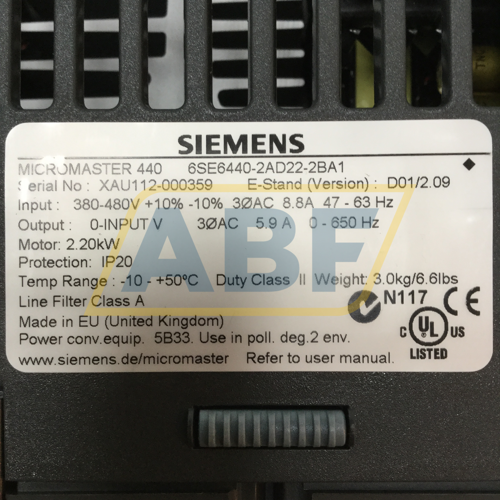 SIEMENS
MICROMASTER 440 6SE6440-2AD22-2BA1
Serial No : XAU112-000359 E-Stand (Version) : D01/2.09
Input : 380-480V +10% -10% 3ØAC 8.8A 47 - 63 Hz
Output : 0-INPUT V 3ØAC 5.9 A 0 - 650 Hz
Motor: 2.20kW
Protection: IP20
Temp Range : -10 - +50ºC Duty Class II Weight: 3.0kg/6.6lbs
Line Filter Class A
N117 CE
Made in EU (United Kingdom)
Power conv.equip. 5B33. Use in poll. deg.2 env.
C UL US
LISTED
www.siemens.de/micromaster Refer to user manual.
ABF